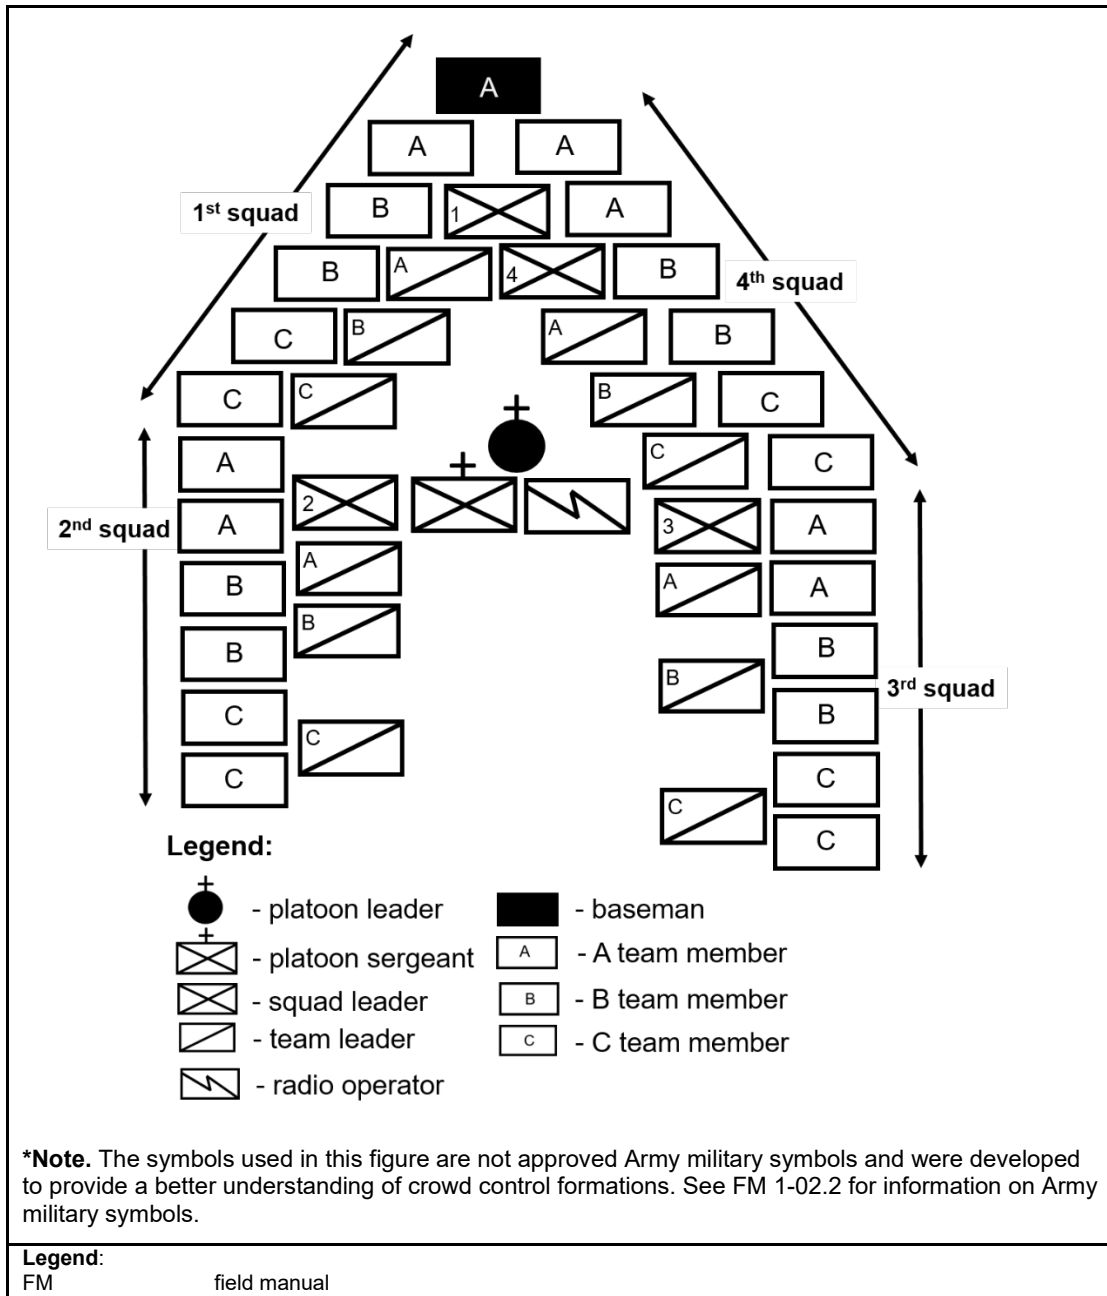 A
A A
1st squad
B 1 A
B A 4 B
4th squad
C B A B
C C B C
A C C
2nd squad
A 2 3 A
B A A A
B B B
B
3rd squad
C B
C C C
C C
Legend:
- platoon leader - baseman
- platoon sergeant A - A team member
- squad leader B - B team member
- team leader C - C team member
- radio operator
*Note. The symbols used in this figure are not approved Army military symbols and were developed
to provide a better understanding of crowd control formations. See FM 1-02.2 for information on Army
military symbols.
Legend:
FM field manual